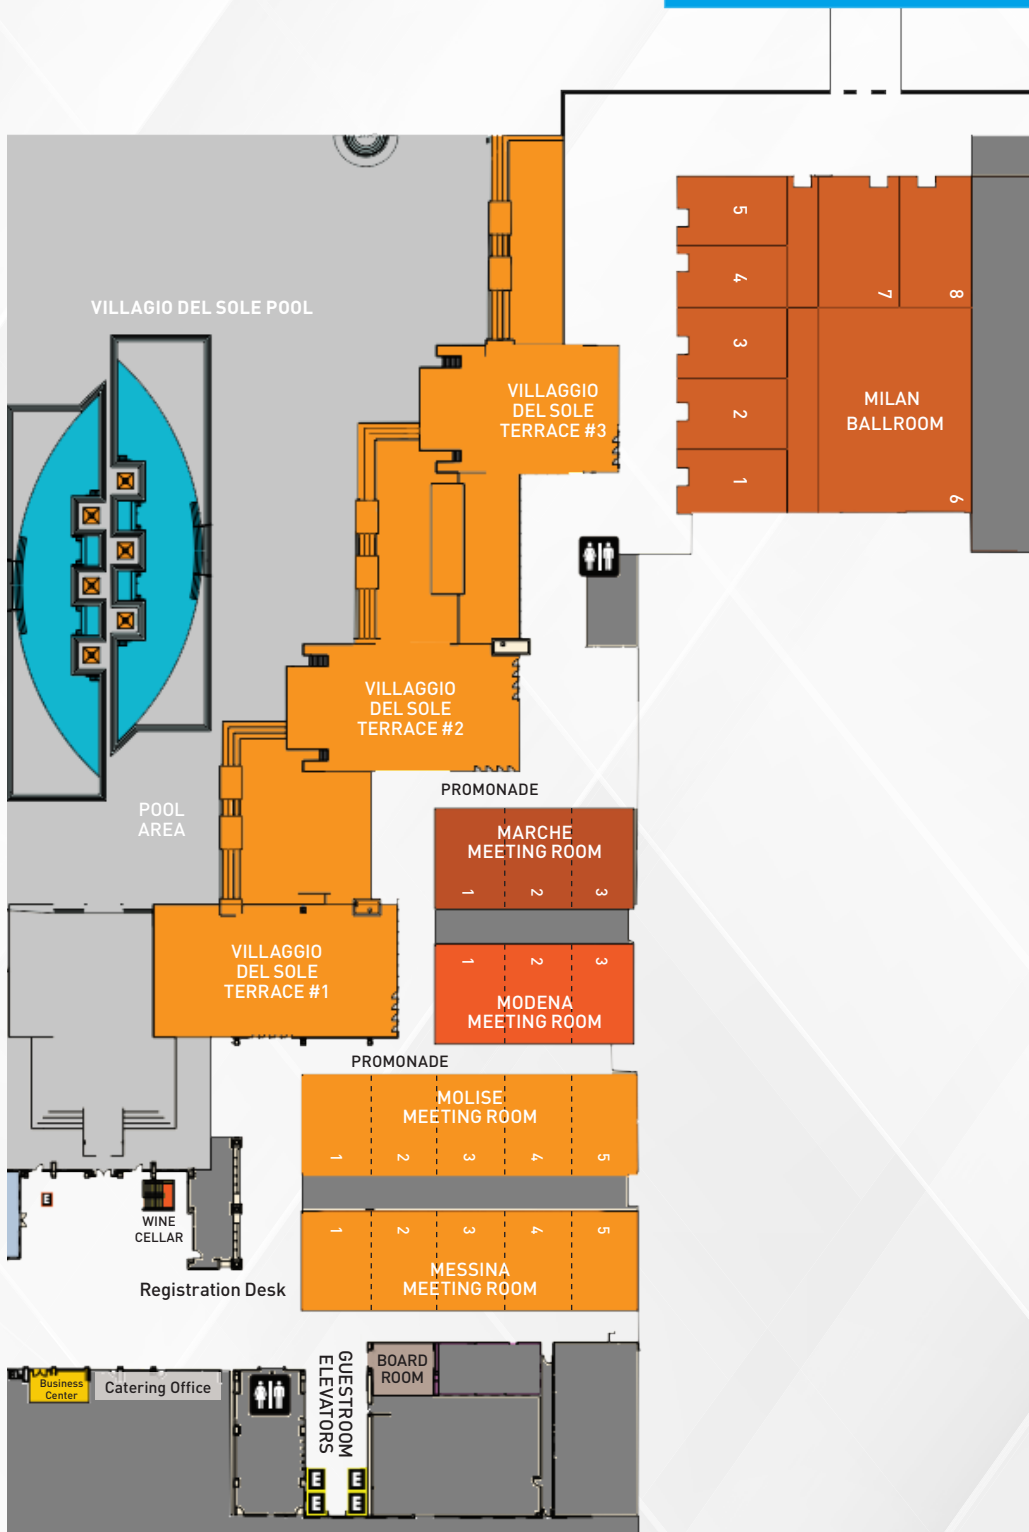 5
4
3
2
1
7
8
6
MILAN
BALLROOM
VILLAGIO DEL SOLE POOL
VILLAGGIO
DEL SOLE
TERRACE #3
VILLAGGIO
DEL SOLE
TERRACE #2
POOL
AREA
PROMONADE
MARCHE
MEETING ROOM
1 2 3
VILLAGGIO
DEL SOLE
TERRACE #1
1 2 3
MODENA
MEETING ROOM
PROMONADE
MOLISE
MEETING ROOM
1 2 3 4 5
E
WINE
CELLAR
1 2 3 4 5
MESSINA
MEETING ROOM
Registration Desk
Business
Center
Catering Office
GUESTROOM
ELEVATORS
BOARD
ROOM
E E
E E